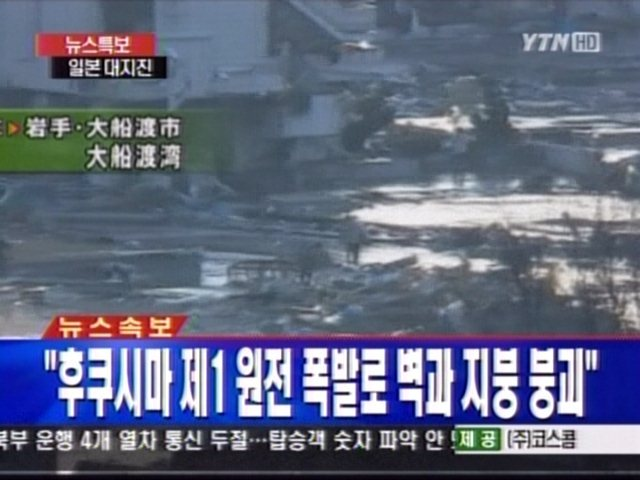 뉴스특보
YTN HD
일본 대지진
▶岩手・大船渡市
大船渡湾
뉴스속보
"후쿠시마 제1 원전 폭발로 벽과 지붕 붕괴"
북부 운행 4개 열차 통신 두절…탑승객 숫자 파악 안
제공 (주)코스콤